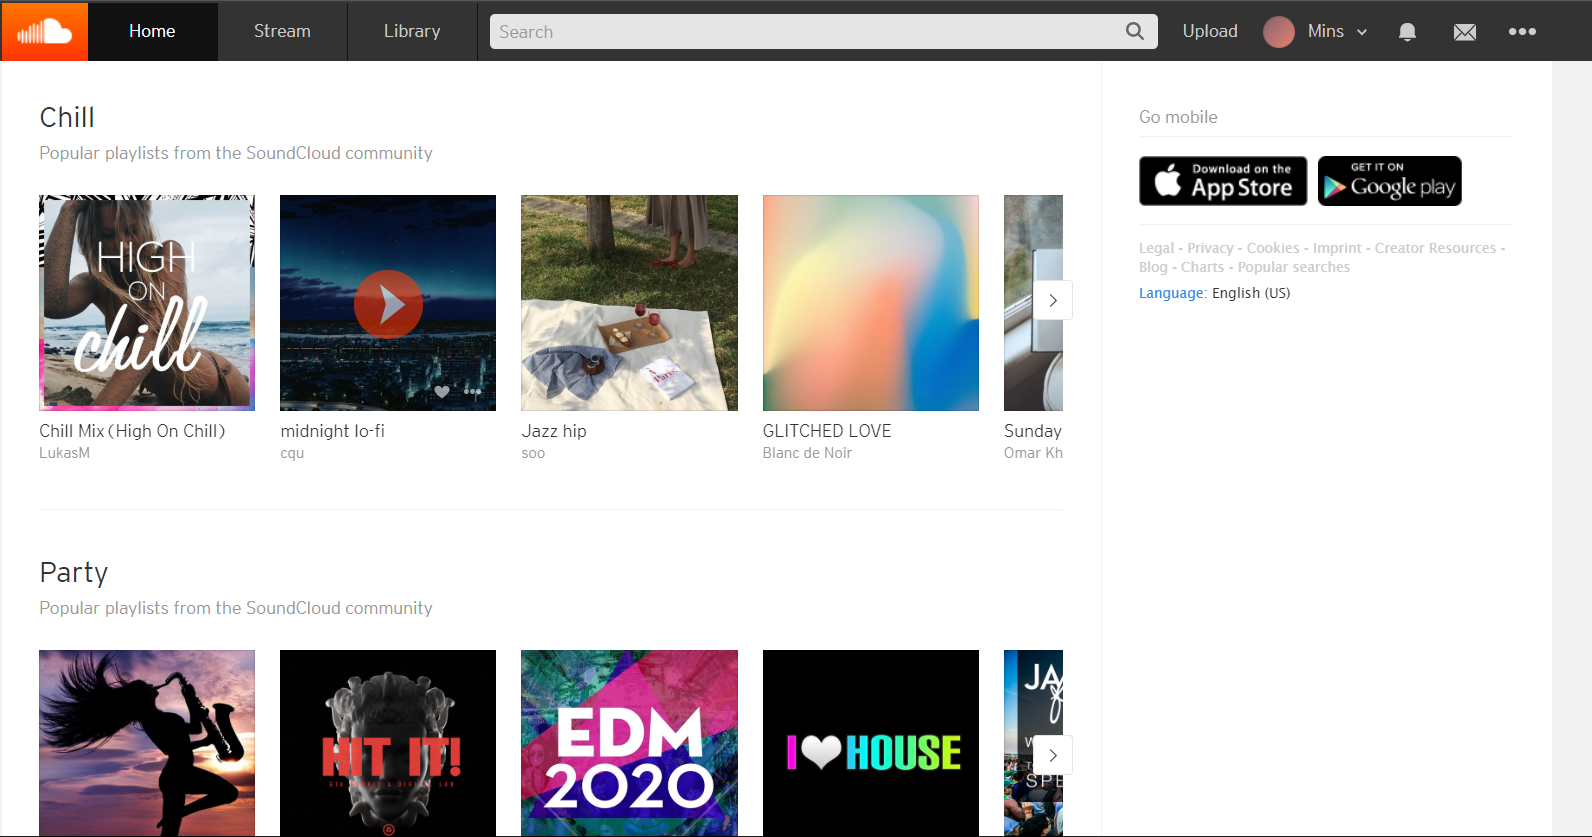 Home
Stream
Library
Search
Upload
Mins
Chill
Popular playlists from the SoundCloud community
HIGH
ON
chill
A
Paris
Chill Mix (High On Chill)
LukasM
midnight lo-fi
cqu
Jazz hip
soo
GLITCHED LOVE
Blanc de Noir
Sunday
Omar Kh
Go mobile
Download on the
App Store
GET IT ON
Google play
Legal - Privacy - Cookies - Imprint - Creator Resources -
Blog - Charts - Popular searches
Language: English (US)
Party
Popular playlists from the SoundCloud community
HIT IT!
EDM
2020
I HOUSE
JA
W
SPE